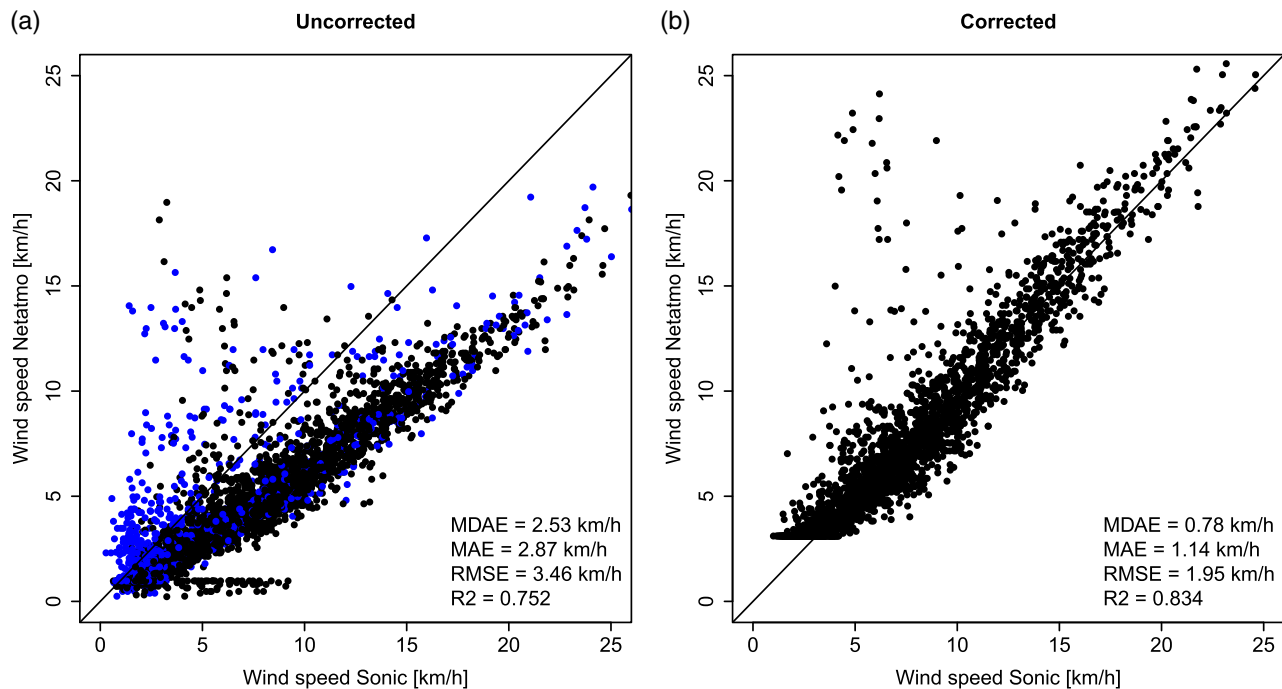 (a)
Uncorrected
25
20
15
10
5
0
Wind speed Netatmo [km/h]
MDAE = 2.53 km/h
MAE = 2.87 km/h
RMSE = 3.46 km/h
R2 = 0.752
0 5 10 15 20 25
Wind speed Sonic [km/h]
(b)
Corrected
25
20
15
10
5
0
Wind speed Netatmo [km/h]
MDAE = 0.78 km/h
MAE = 1.14 km/h
RMSE = 1.95 km/h
R2 = 0.834
0 5 10 15 20 25
Wind speed Sonic [km/h]